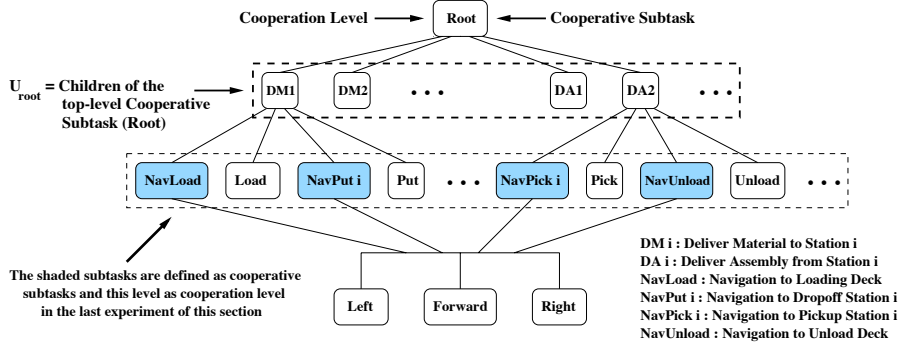 Cooperation Level
Root
Cooperative Subtask
U root = Children of the
top-level Cooperative
Subtask (Root)
DM1
DM2
• • •
DA1
DA2
• • •
NavLoad
Load
NavPut i
Put
• • •
NavPick i
Pick
NavUnload
Unload
• • •
The shaded subtasks are defined as cooperative
subtasks and this level as cooperation level
in the last experiment of this section
Left
Forward
Right
DM i : Deliver Material to Station i
DA i : Deliver Assembly from Station i
NavLoad : Navigation to Loading Deck
NavPut i : Navigation to Dropoff Station i
NavPick i : Navigation to Pickup Station i
NavUnload : Navigation to Unload Deck